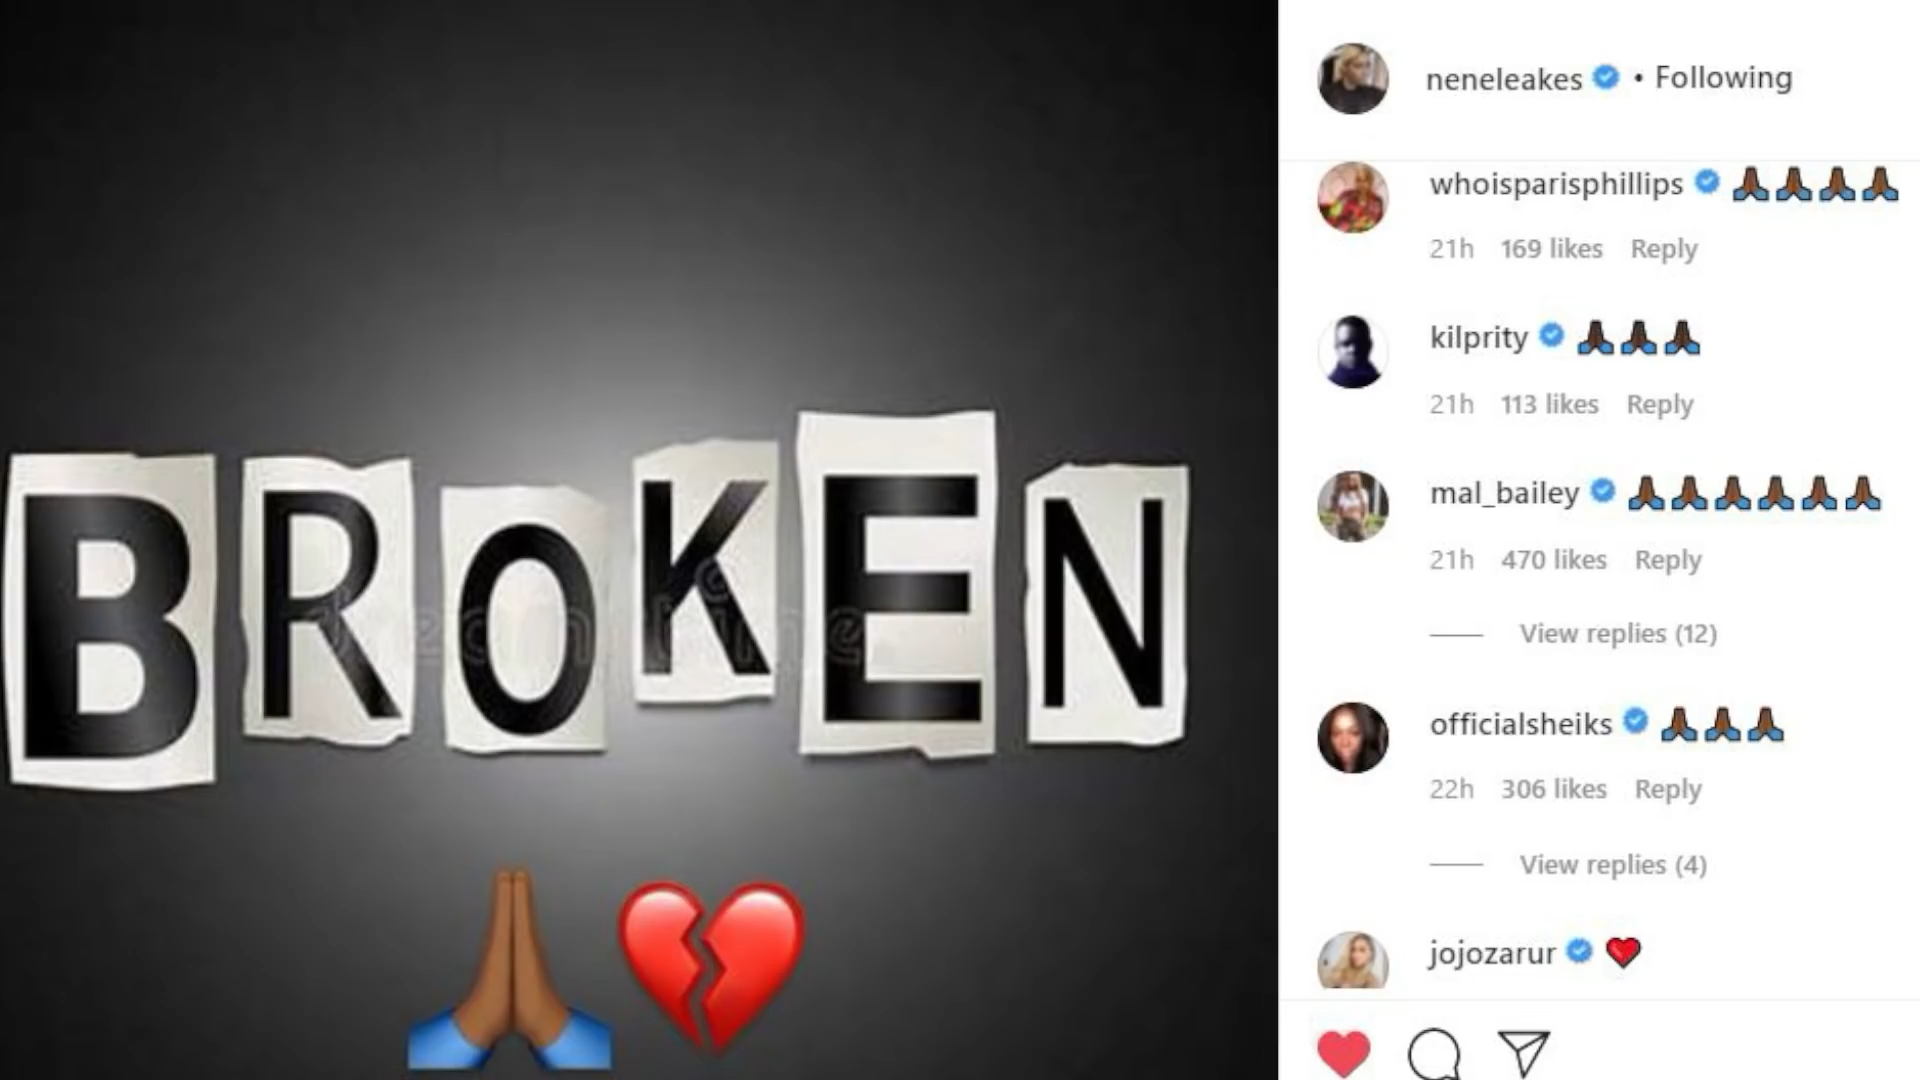 BROKEN
🙏🏾💔
neneleakes • Following
whoisparisphillips 🙏🏾🙏🏾🙏🏾🙏🏾
21h 169 likes Reply
kilprity 🙏🏿🙏🏿🙏🏿
21h 113 likes Reply
mal_bailey 🙏🏾🙏🏾🙏🏾🙏🏾🙏🏾🙏🏾
21h 470 likes Reply
View replies (12)
officialsheiks 🙏🏾🙏🏾🙏🏾
22h 306 likes Reply
View replies (4)
jojozarur ❤️